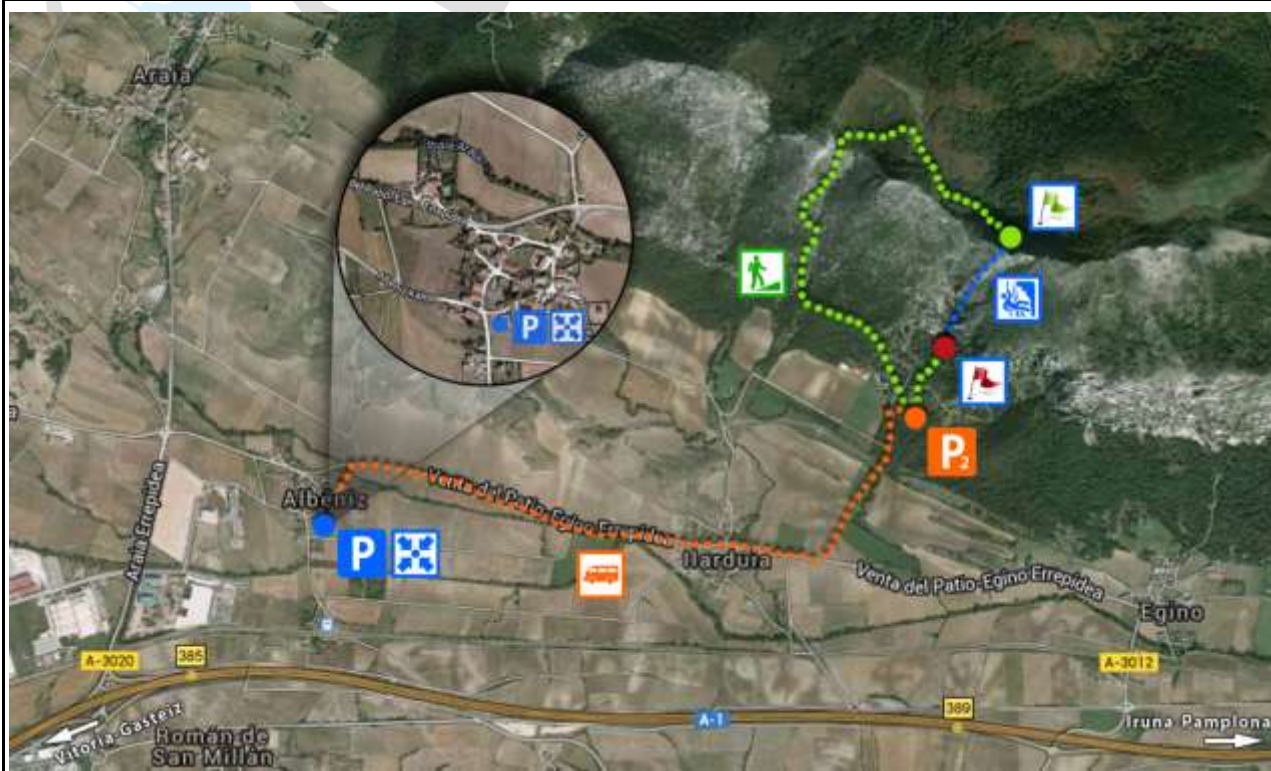 Araia
P
Albéniz
P
Venta del Patio-Egino Errepidea
Ilarduia
P2
Venta del Patio-Egino Errepidea
Egino
Araia Errepidea
A-3020
385
A-1
389
A-3012
Vitoria Gasteiz
Román de
San Millán
Iruna Pamplona